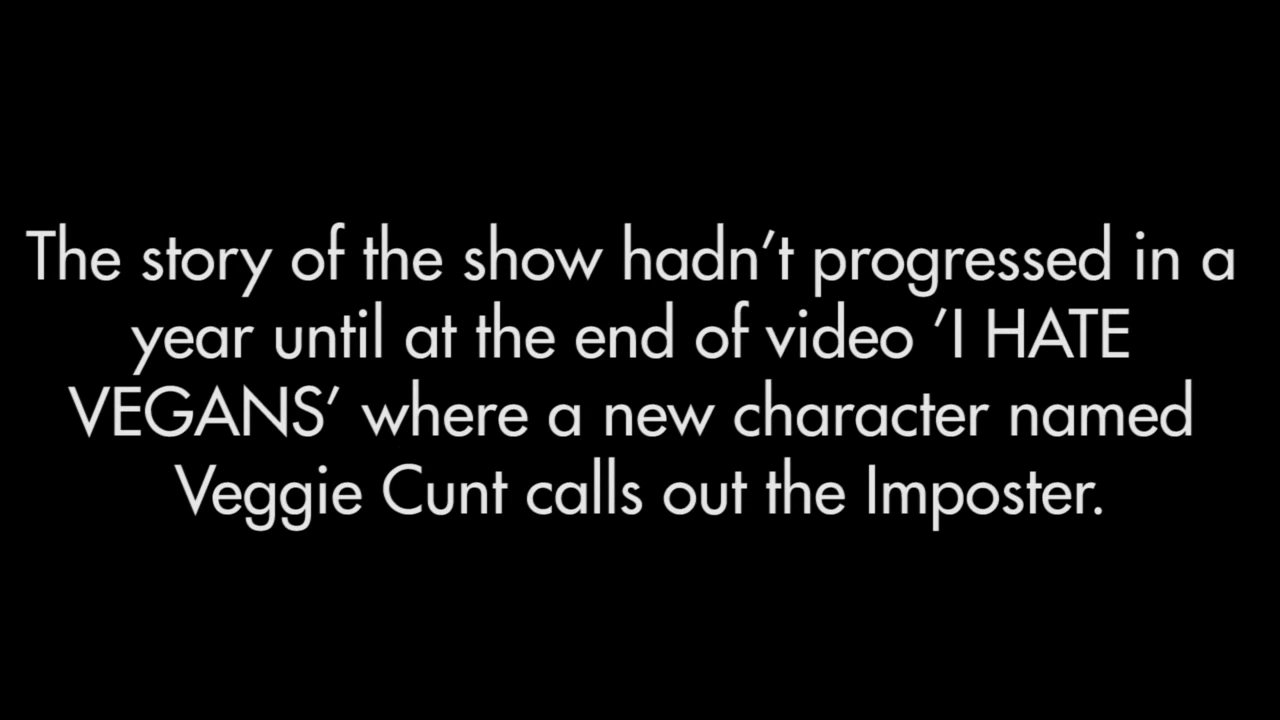 The story of the show hadn't progressed in a
year until at the end of video 'I HATE
VEGANS' where a new character named
Veggie Cunt calls out the Imposter.